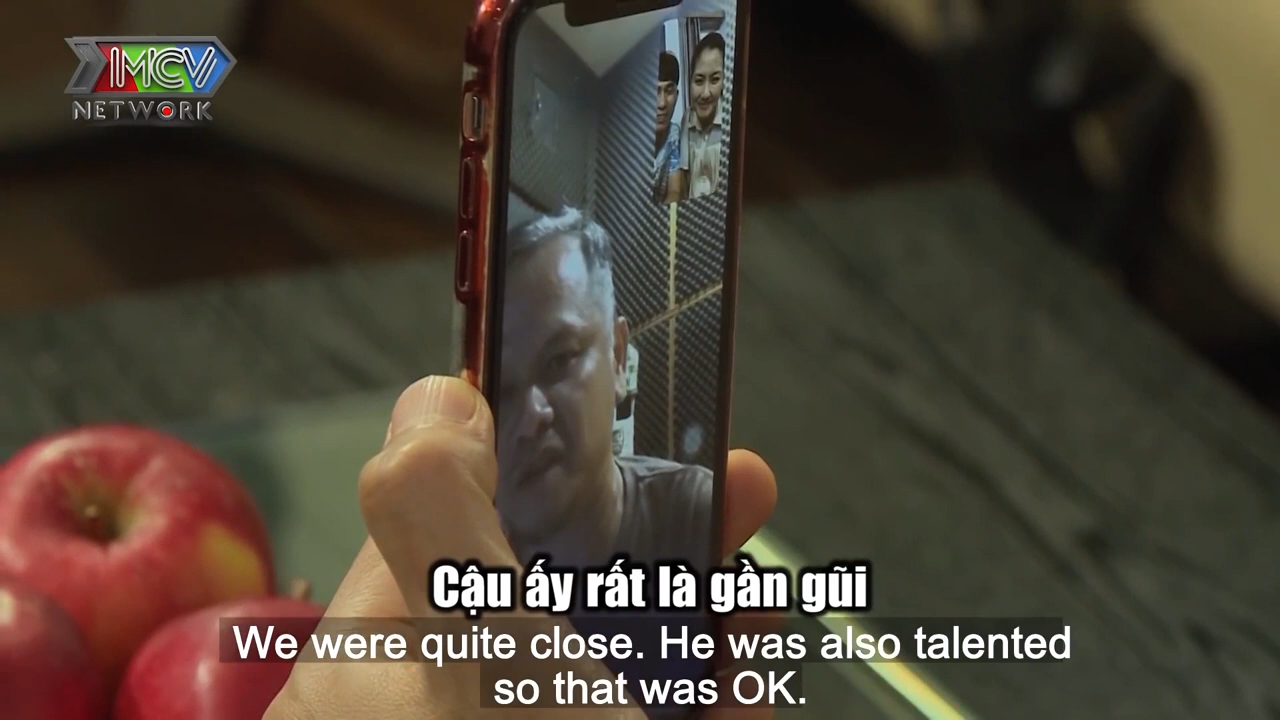 MCV
NETWORK
Cậu ấy rất là gần gũi
We were quite close. He was also talented
so that was OK.